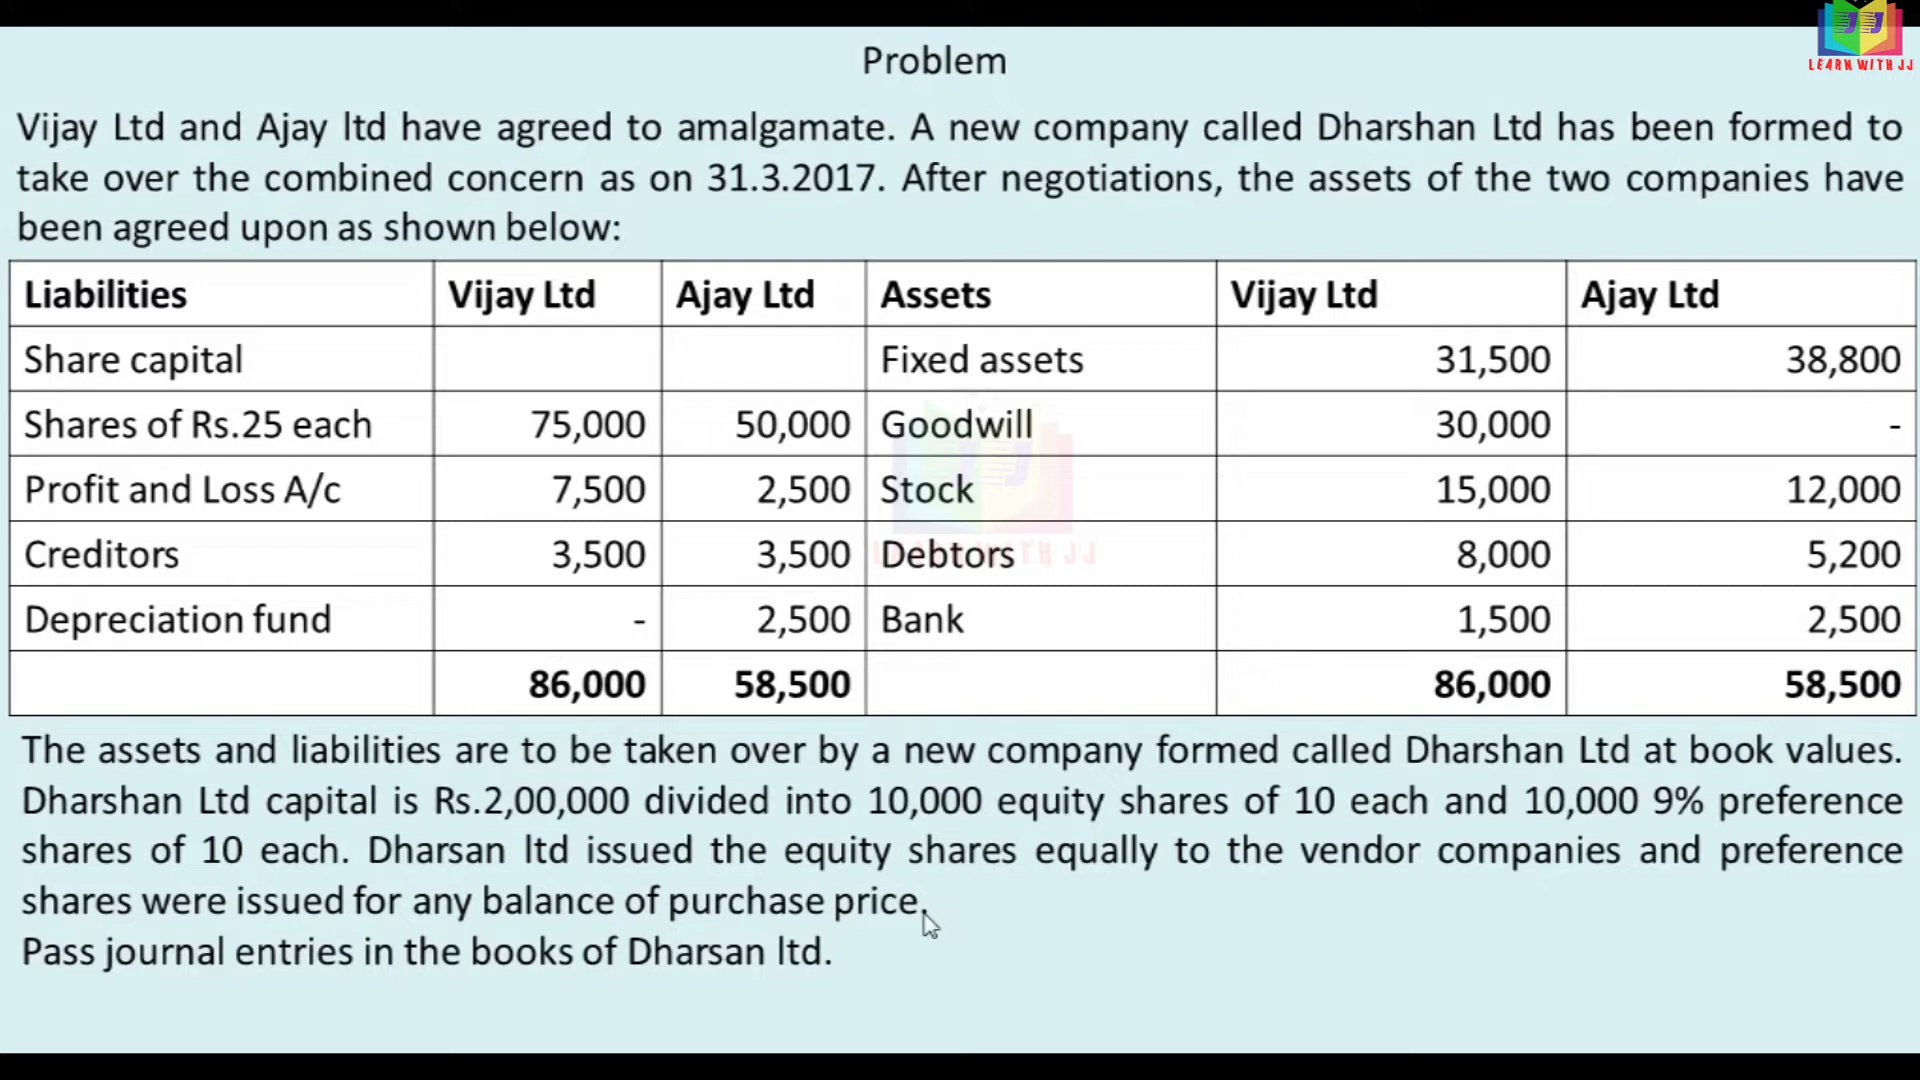 LEARN WITH JJ
Problem
Vijay Ltd and Ajay ltd have agreed to amalgamate. A new company called Dharshan Ltd has been formed to
take over the combined concern as on 31.3.2017. After negotiations, the assets of the two companies have
been agreed upon as shown below:
Liabilities Vijay Ltd Ajay Ltd Assets Vijay Ltd Ajay Ltd
Share capital Fixed assets 31,500 38,800
Shares of Rs.25 each 75,000 50,000 Goodwill 30,000 -
Profit and Loss A/c 7,500 2,500 Stock 15,000 12,000
Creditors 3,500 3,500 Debtors 8,000 5,200
Depreciation fund - 2,500 Bank 1,500 2,500
86,000 58,500 86,000 58,500
LEARN WITH JJ
The assets and liabilities are to be taken over by a new company formed called Dharshan Ltd at book values.
Dharshan Ltd capital is Rs.2,00,000 divided into 10,000 equity shares of 10 each and 10,000 9% preference
shares of 10 each. Dharsan ltd issued the equity shares equally to the vendor companies and preference
shares were issued for any balance of purchase price.
Pass journal entries in the books of Dharsan ltd.